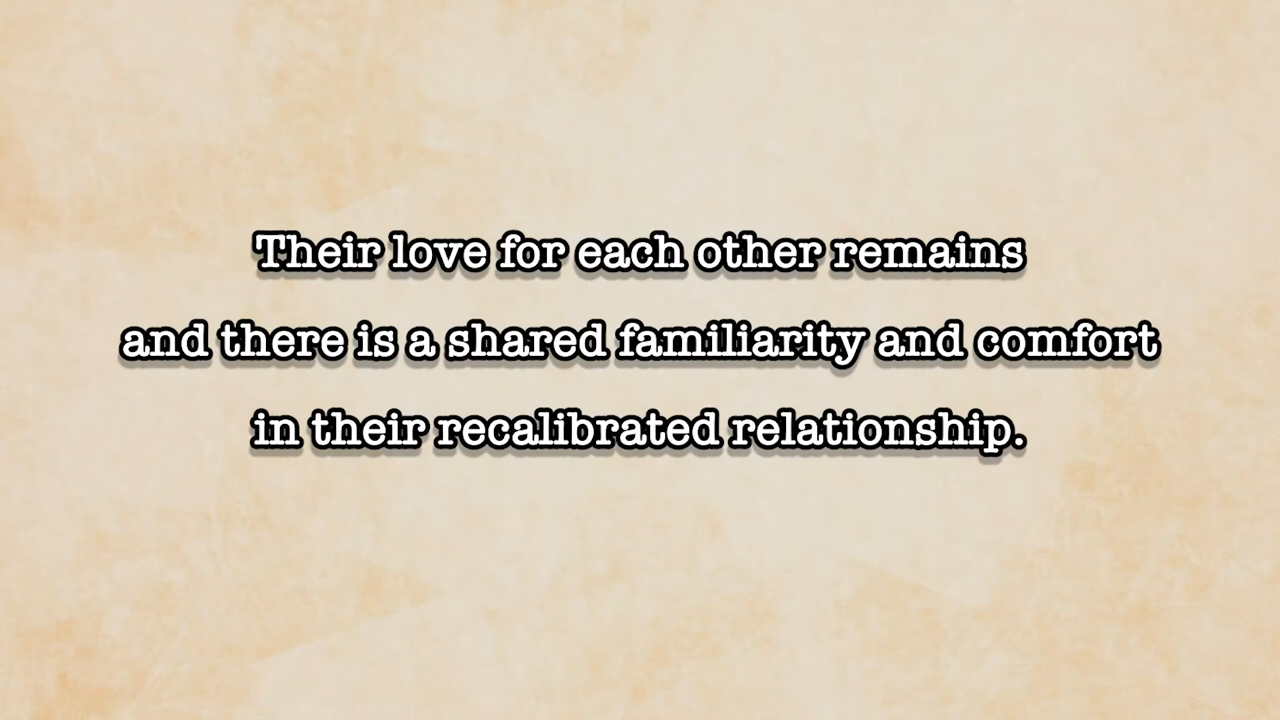 Their love for each other remains
and there is a shared familiarity and comfort
in their recalibrated relationship.